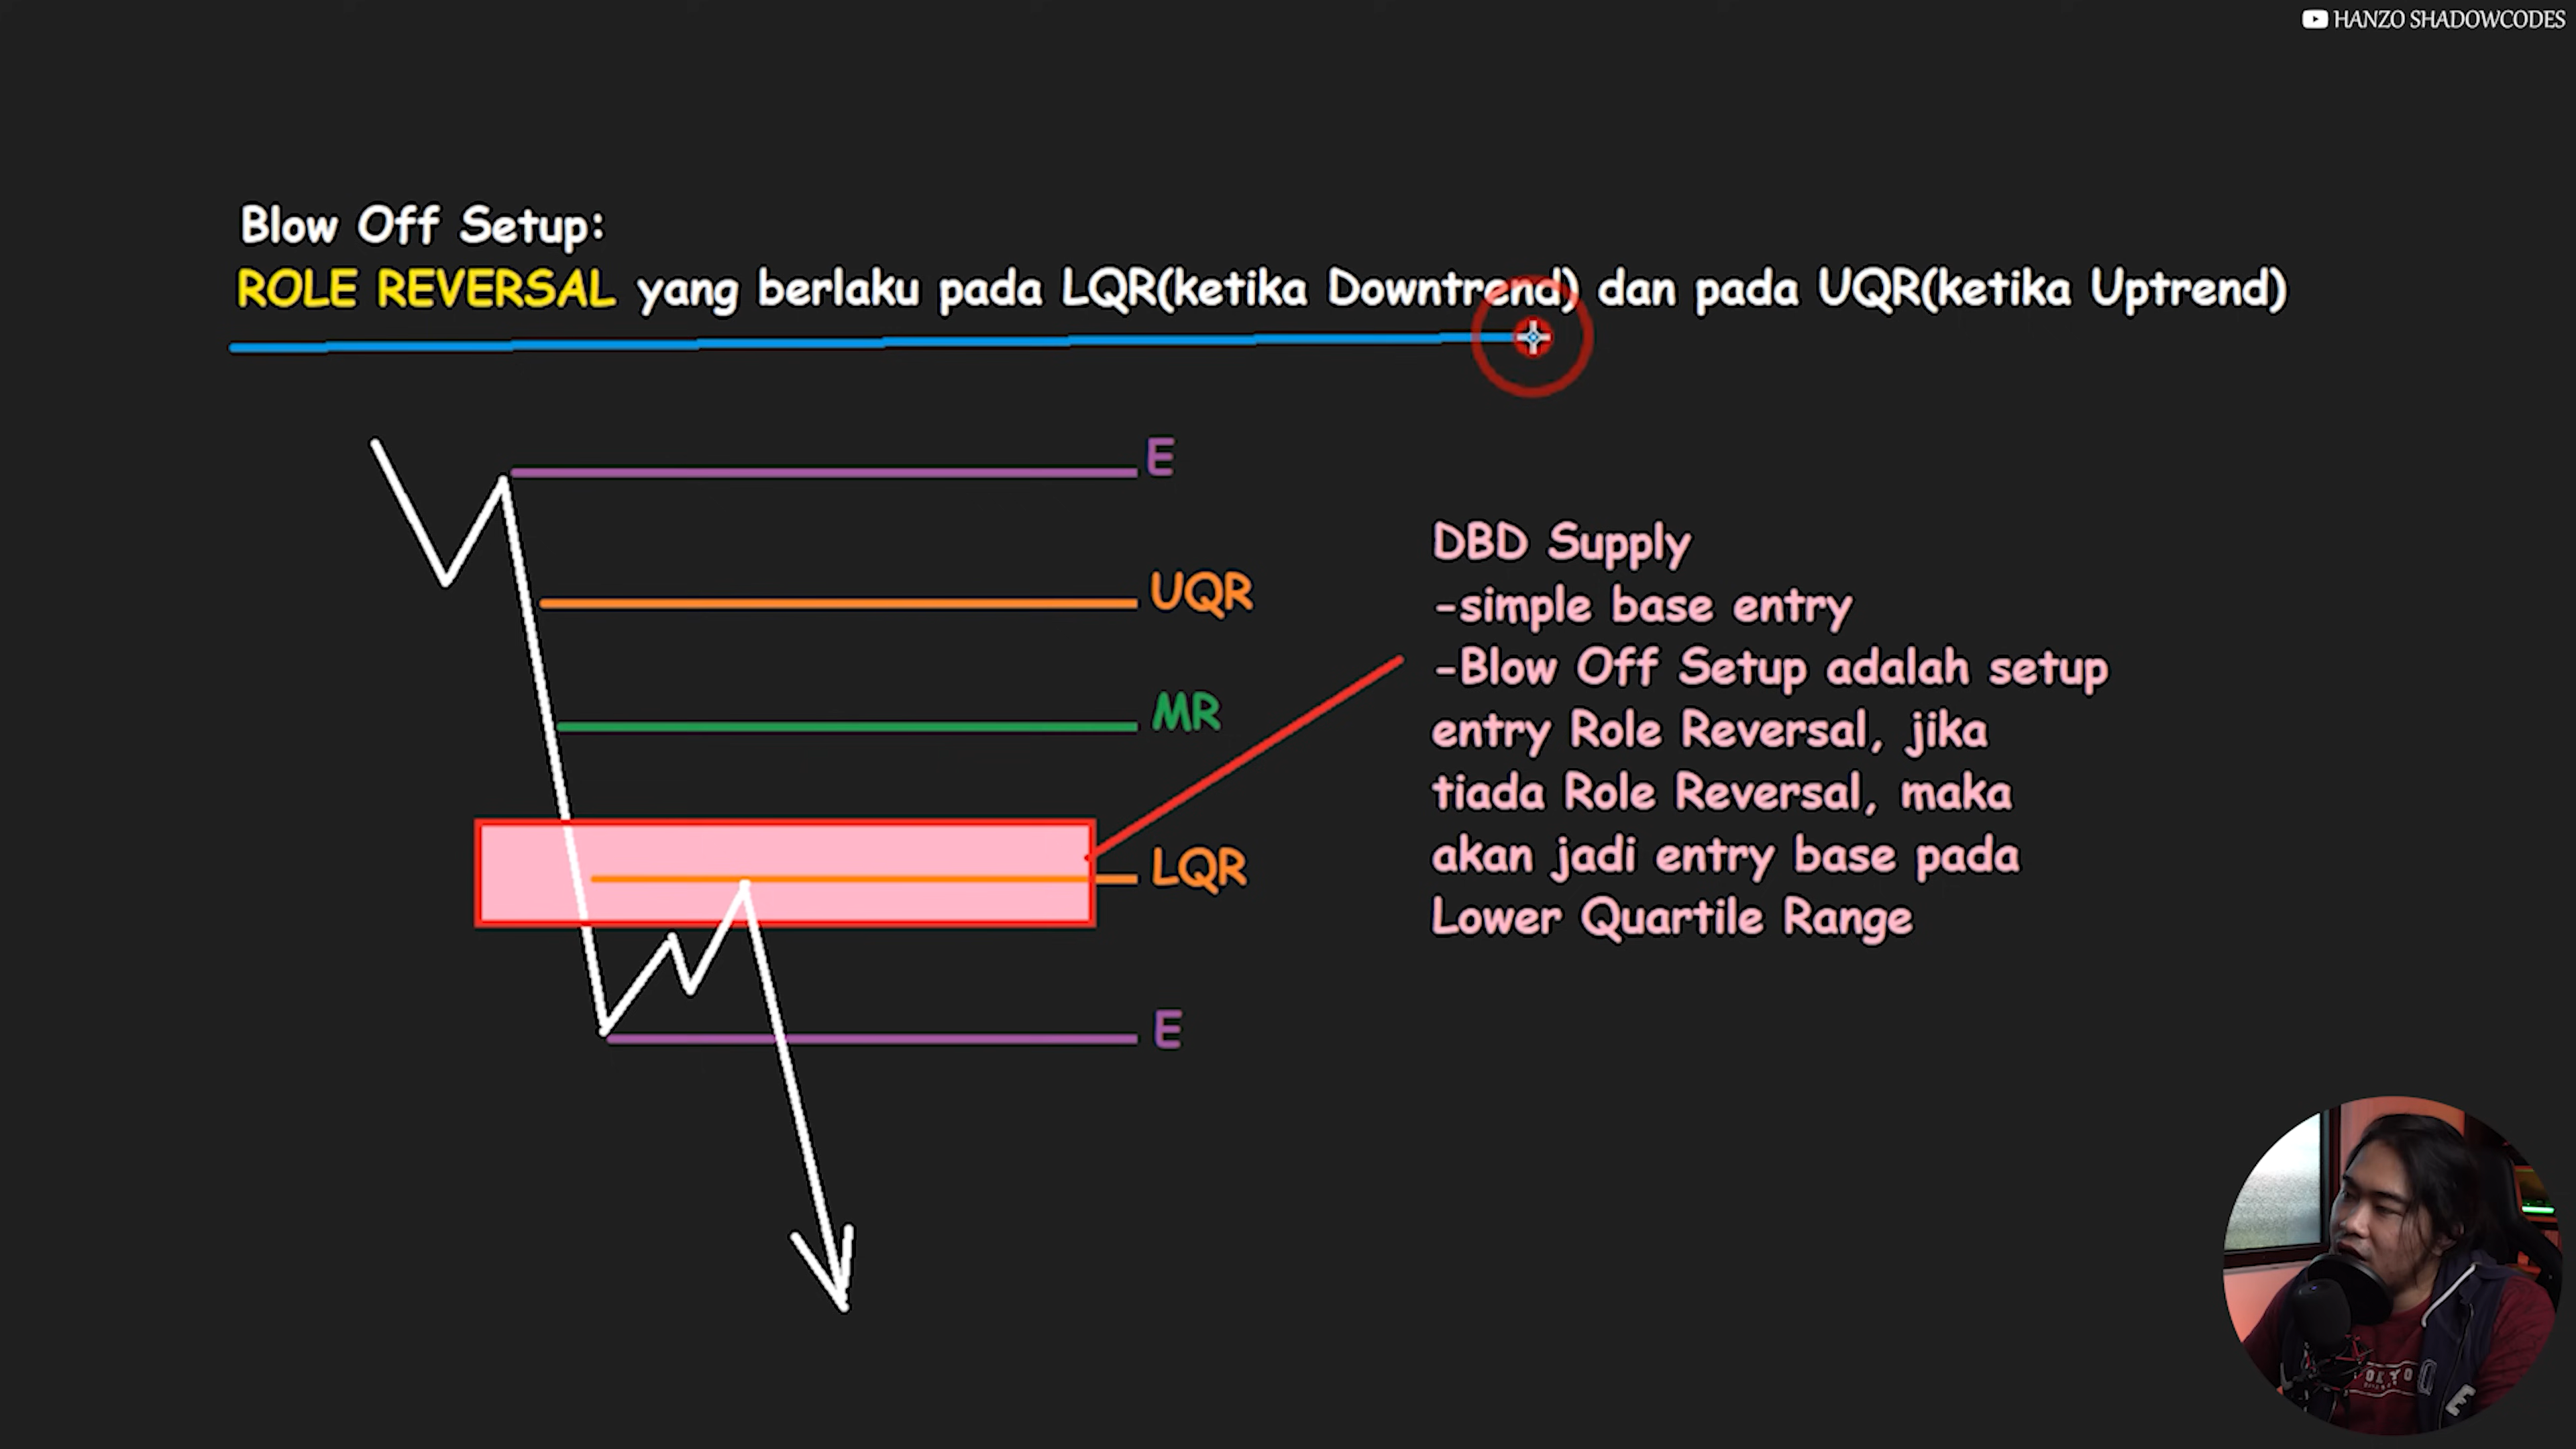 HANZO SHADOWCODES
Blow Off Setup:
ROLE REVERSAL yang berlaku pada LQR(ketika Downtrend) dan pada UQR(ketika Uptrend)
E
UQR
MR
LQR
E
DBD Supply
-simple base entry
-Blow Off Setup adalah setup
entry Role Reversal, jika
tiada Role Reversal, maka
akan jadi entry base pada
Lower Quartile Range